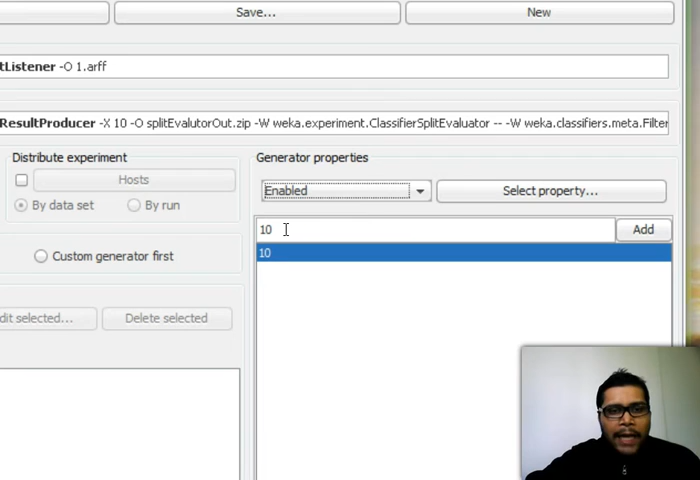 Save... New
tListener -O 1.arff
ResultProducer -X 10 -O splitEvalutorOut.zip -W weka.experiment.ClassifierSplitEvaluator -- -W weka.classifiers.meta.Filter
Distribute experiment
Hosts
By data set By run
Generator properties
Enabled Select property...
10 Add
10
Custom generator first
dit selected... Delete selected